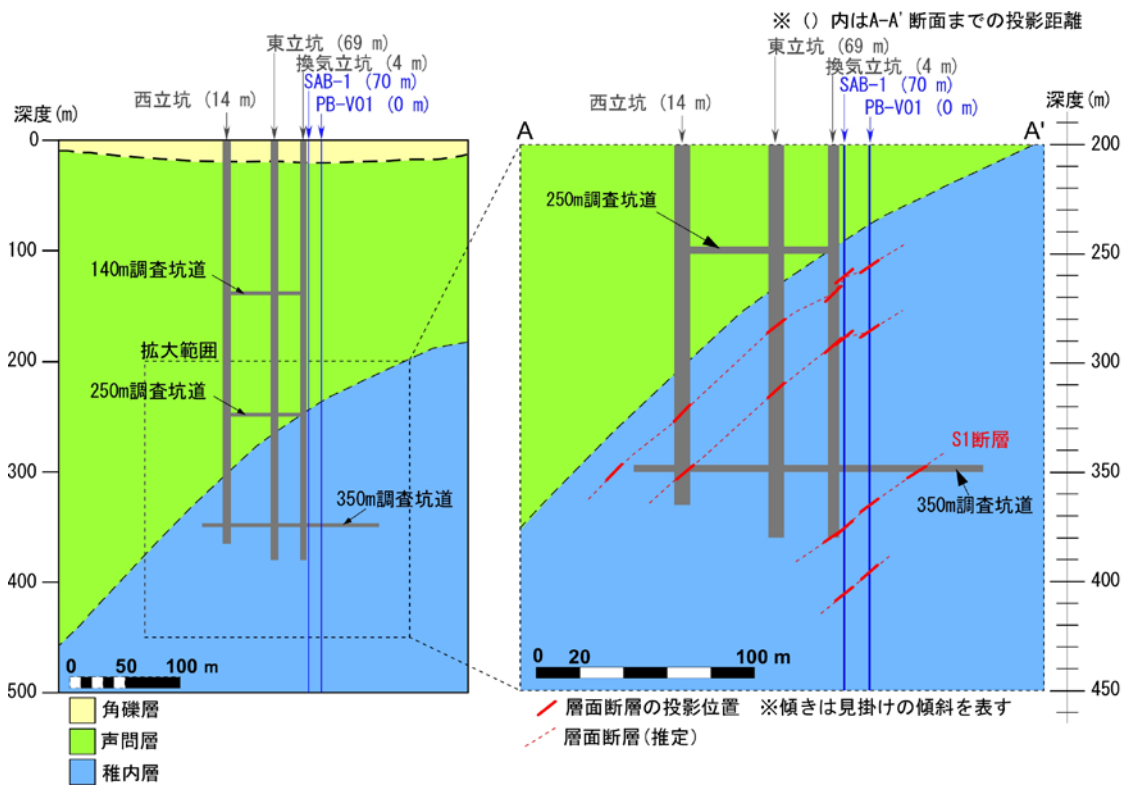 ※ () 内はA-A' 断面までの投影距離
東立坑 (69 m)
換気立坑 (4 m)
SAB-1 (70 m)
PB-V01 (0 m)
西立坑 (14 m)
深度(m)
0
100
200
300
400
500
140m調査坑道
拡大範囲
250m調査坑道
350m調査坑道
0 50 100 m
角礫層
声問層
稚内層
東立坑 (69 m)
換気立坑 (4 m)
SAB-1 (70 m)
PB-V01 (0 m)
西立坑 (14 m)
深度(m)
A
A'
200
250
300
350
400
450
250m調査坑道
S1断層
350m調査坑道
0 20 100 m
層面断層の投影位置 ※傾きは見掛けの傾斜を表す
層面断層(推定)